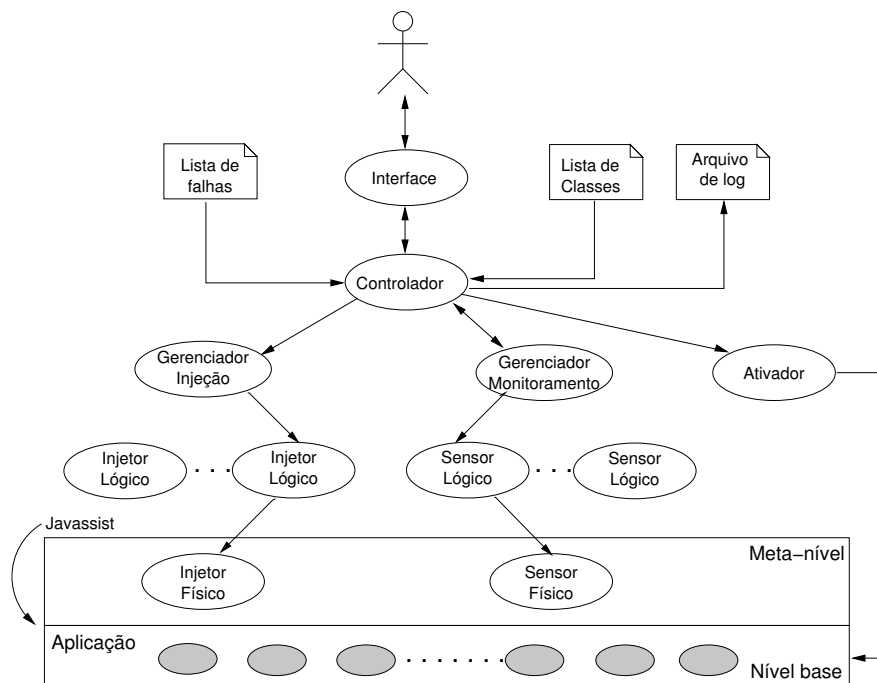 Lista de
falhas
Interface
Lista de
Classes
Arquivo
de log
Controlador
Gerenciador
Injeção
Gerenciador
Monitoramento
Ativador
Injetor
Lógico
Injetor
Lógico
Sensor
Lógico
Sensor
Lógico
Javassist
Meta-nível
Injetor
Físico
Sensor
Físico
Aplicação
Nível base